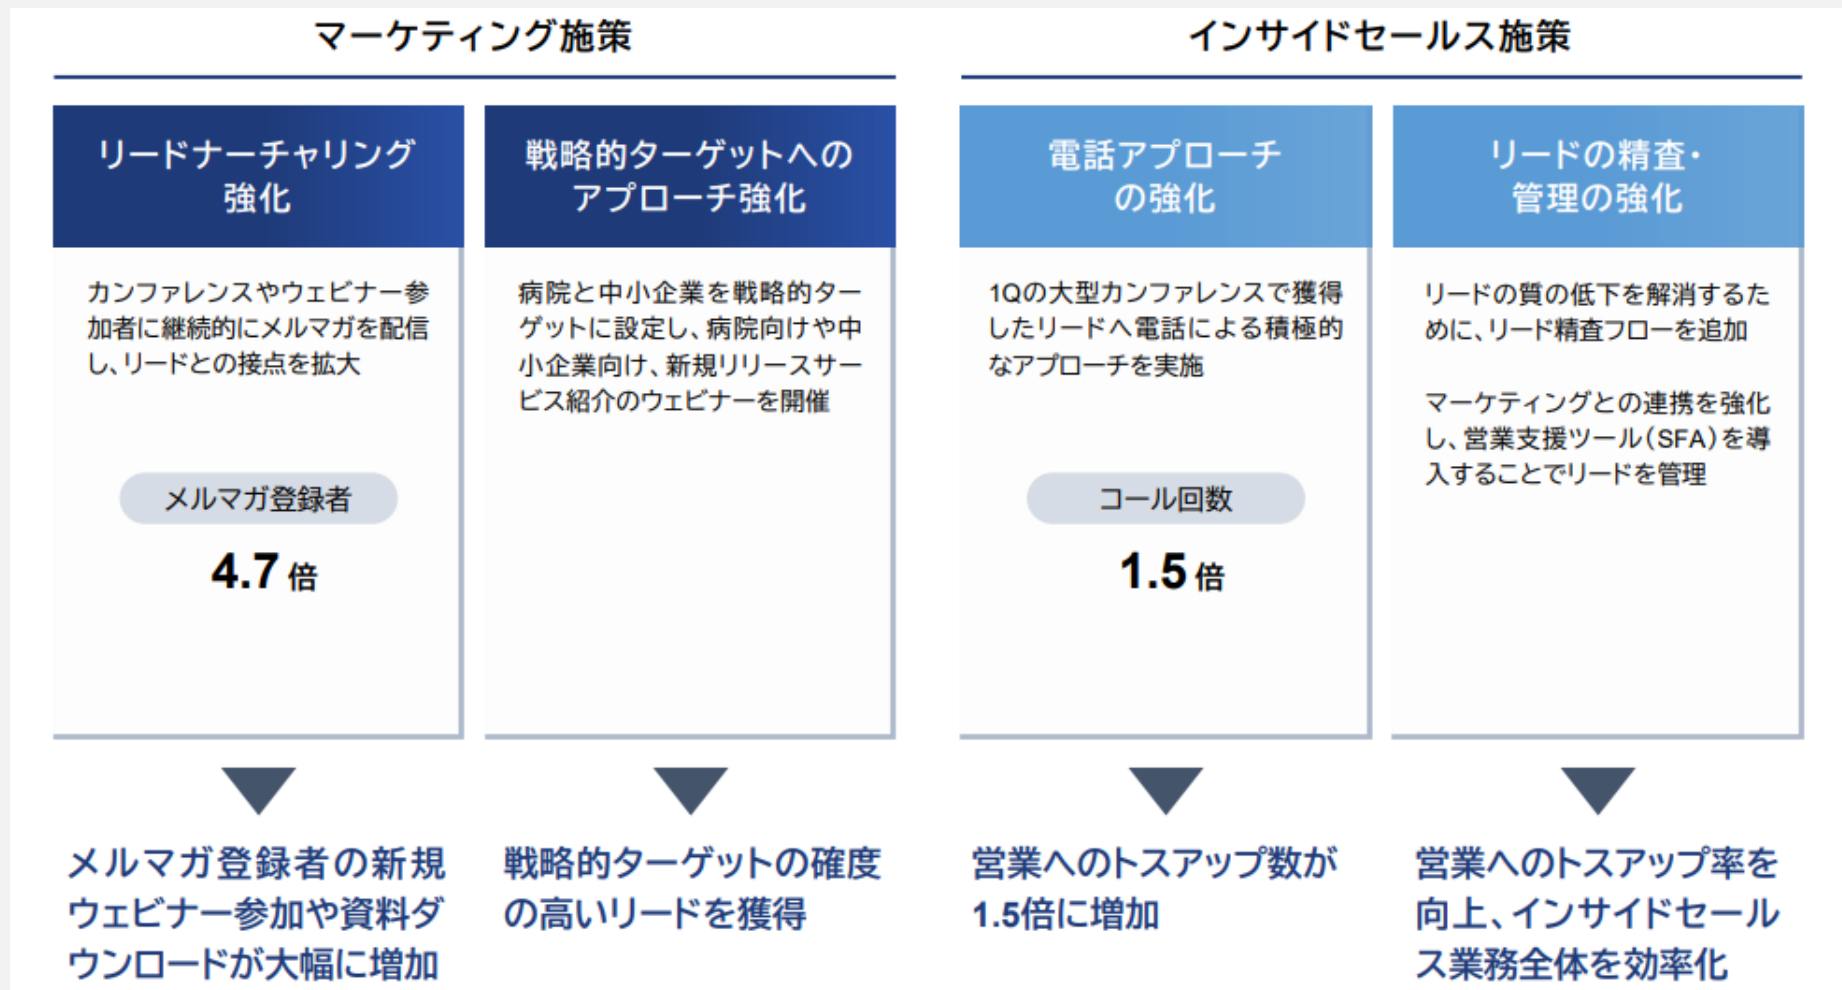 マーケティング施策
リードナーチャリング
強化
カンファレンスやウェビナー参
加者に継続的にメルマガを配信
し、リードとの接点を拡大
メルマガ登録者
4.7 倍
メルマガ登録者の新規
ウェビナー参加や資料ダ
ウンロードが大幅に増加
戦略的ターゲットへの
アプローチ強化
病院と中小企業を戦略的ター
ゲットに設定し、病院向けや中
小企業向け、新規リリースサー
ビス紹介のウェビナーを開催
戦略的ターゲットの確度
の高いリードを獲得
インサイドセールス施策
電話アプローチ
の強化
1Qの大型カンファレンスで獲得
したリードへ電話による積極的
なアプローチを実施
コール回数
1.5 倍
営業へのトスアップ数が
1.5倍に増加
リードの精査・
管理の強化
リードの質の低下を解消するた
めに、リード精査フローを追加
マーケティングとの連携を強化
し、営業支援ツール（SFA）を導
入することでリードを管理
営業へのトスアップ率を
向上、インサイドセール
ス業務全体を効率化